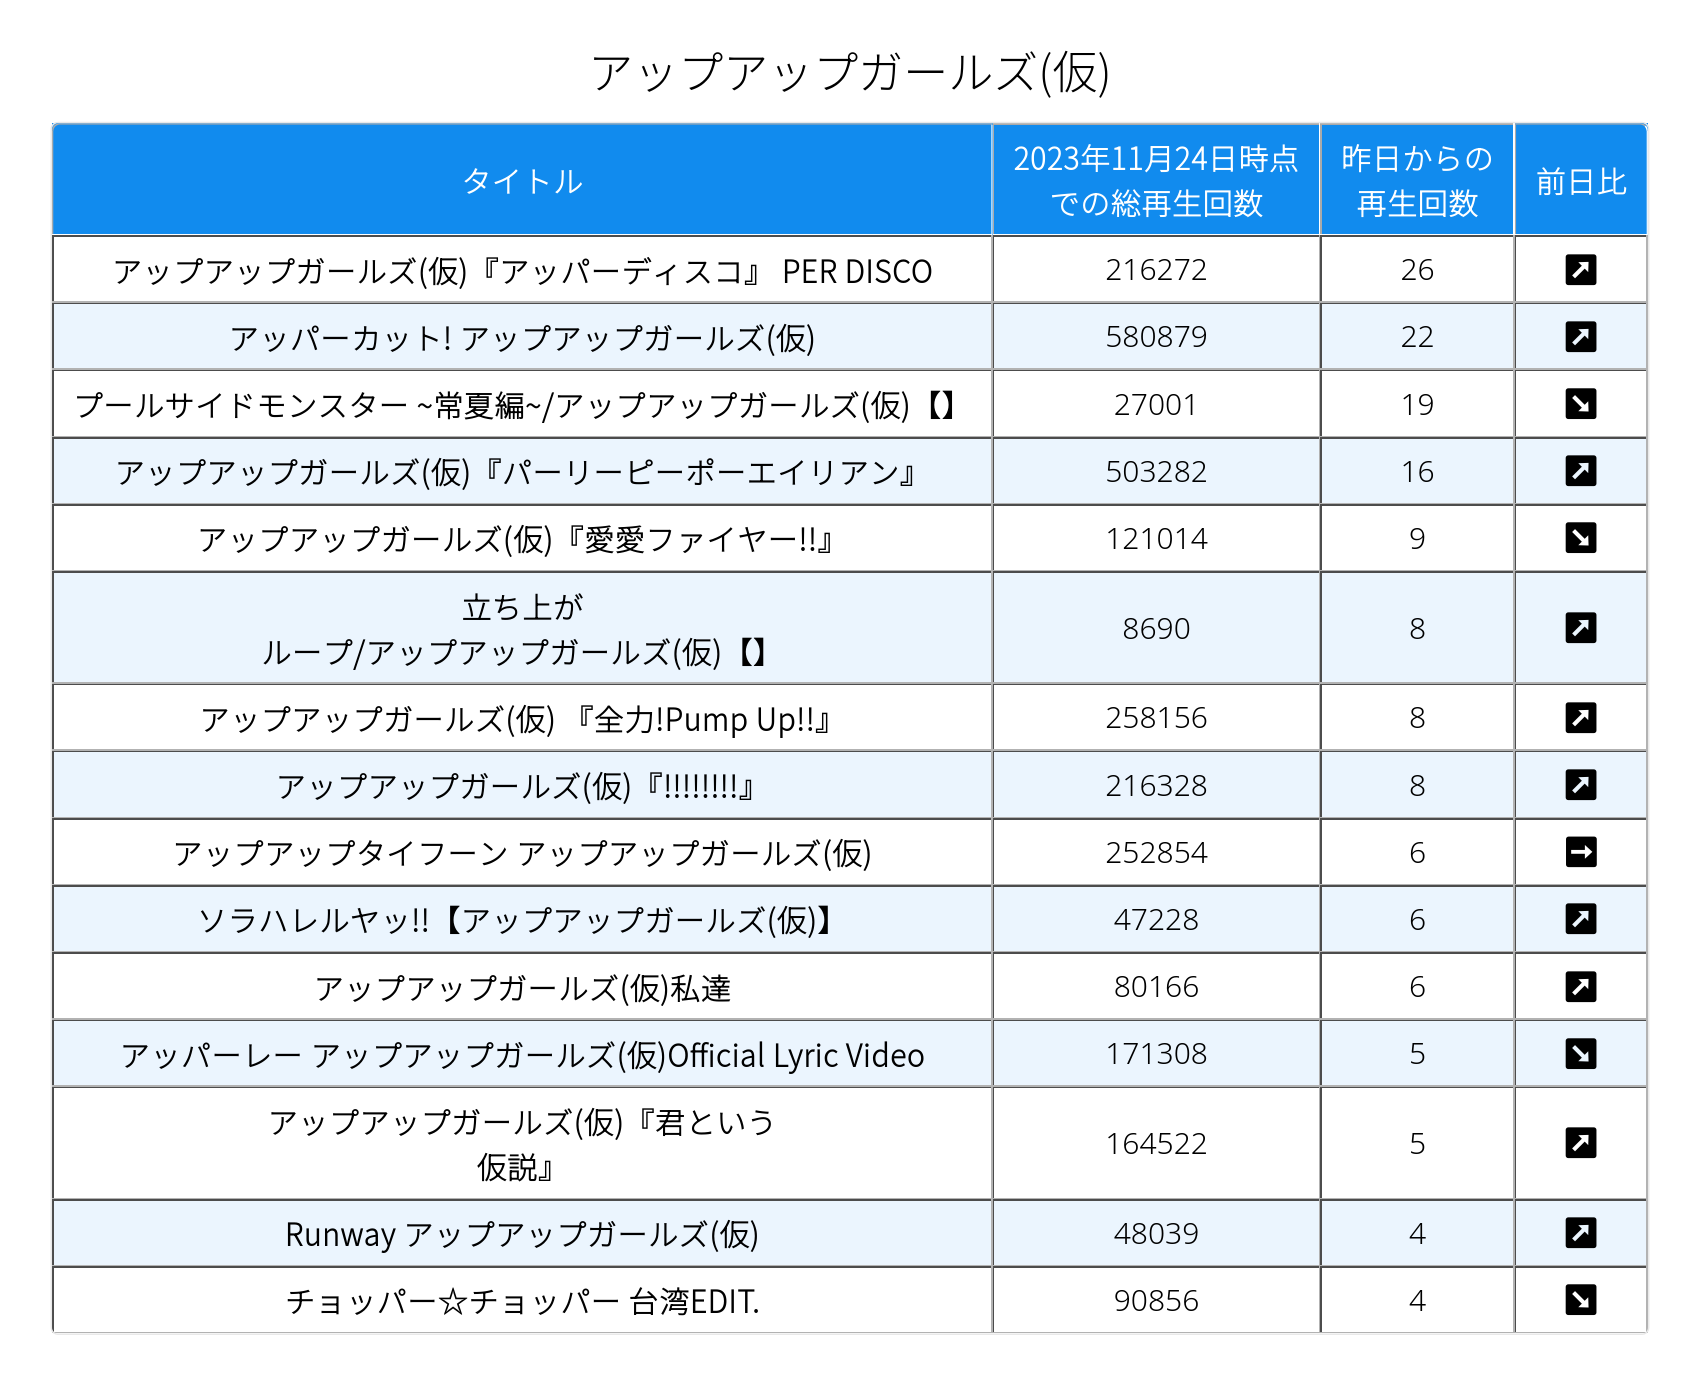 アップアップガールズ(仮)
タイトル 2023年11月24日時点での総再生回数 昨日からの再生回数 前日比
アップアップガールズ(仮)『アッパーディスコ』 PER DISCO 216272 26
アッパーカット! アップアップガールズ(仮) 580879 22
プールサイドモンスター ~常夏編~/アップアップガールズ(仮)【】 27001 19
アップアップガールズ(仮)『パーリーピーポーエイリアン』 503282 16
アップアップガールズ(仮)『愛愛ファイヤー!!』 121014 9
立ち上が
ループ/アップアップガールズ(仮)【】 8690 8
アップアップガールズ(仮) 『全力!Pump Up!!』 258156 8
アップアップガールズ(仮)『!!!!!!!!』 216328 8
アップアップタイフーン アップアップガールズ(仮) 252854 6
ソラハレルヤッ!!【アップアップガールズ(仮)】 47228 6
アップアップガールズ(仮)私達 80166 6
アッパーレー アップアップガールズ(仮)Official Lyric Video 171308 5
アップアップガールズ(仮)『君という
仮説』 164522 5
Runway アップアップガールズ(仮) 48039 4
チョッパー☆チョッパー 台湾EDIT. 90856 4